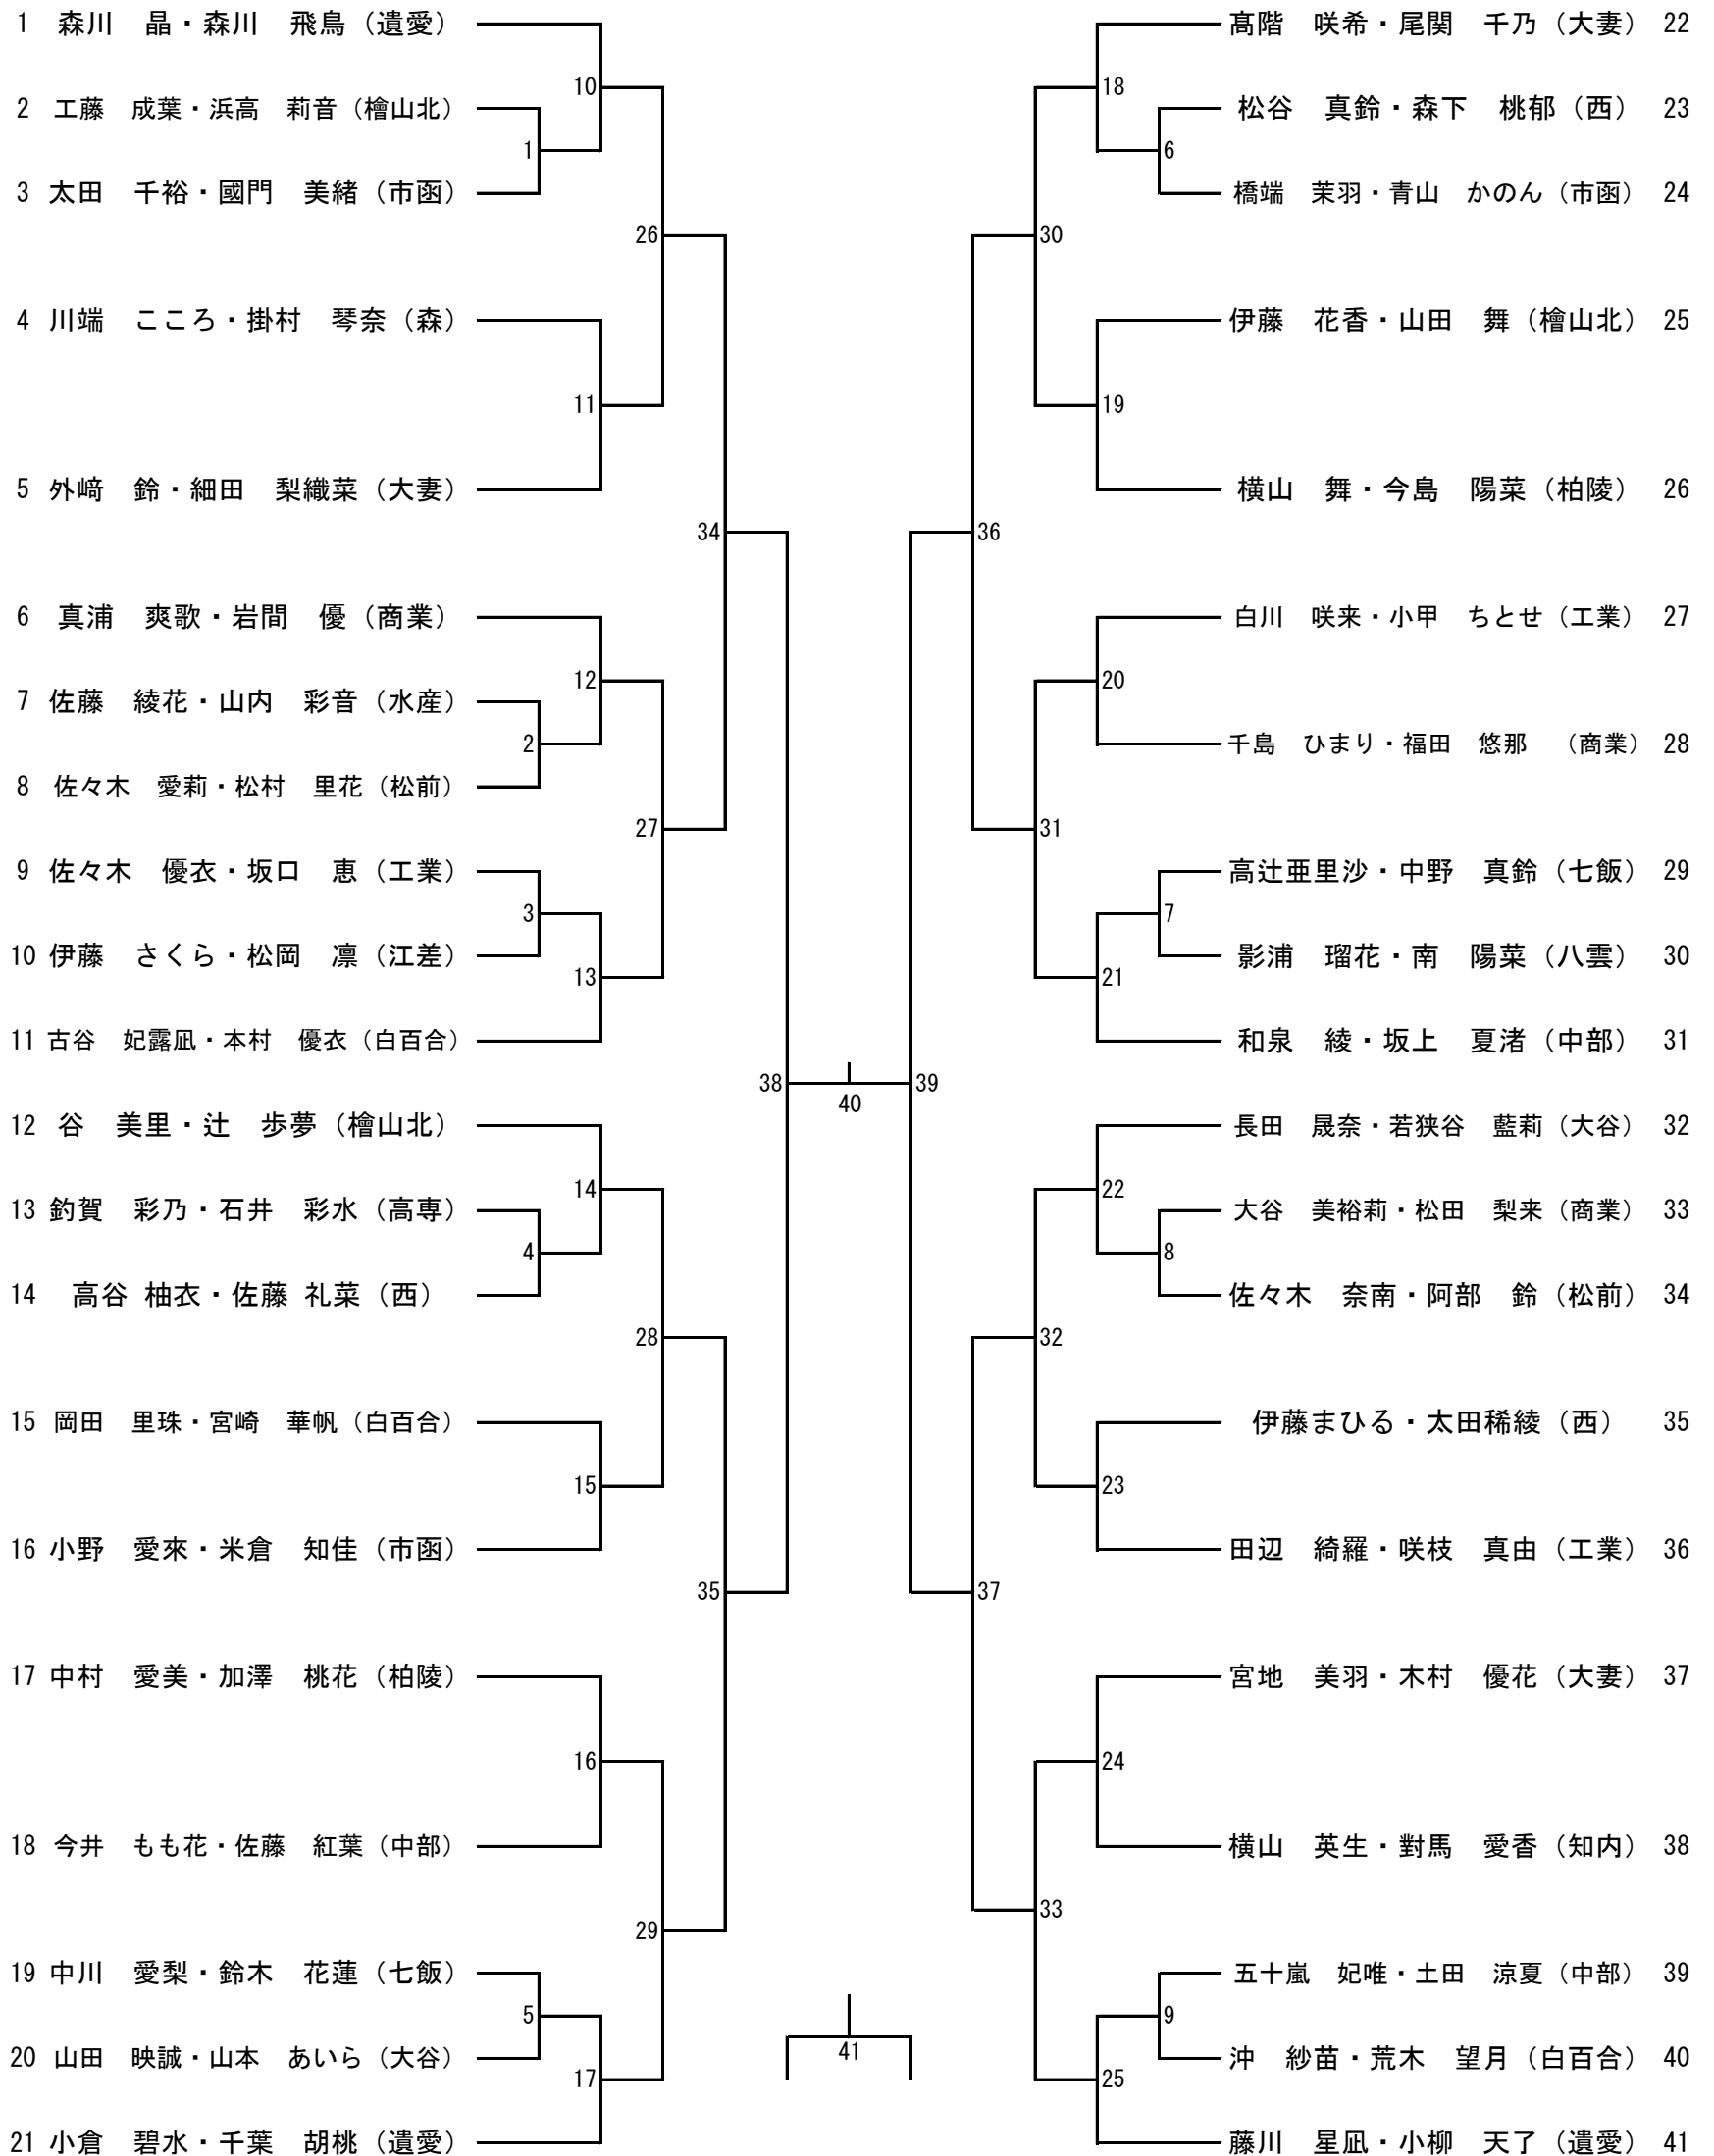 1 森川　晶・森川　飛鳥（遺愛）
2 工藤　成葉・浜高　莉音（檜山北）
3 太田　千裕・國門　美緒（市函）
4 川端　こころ・掛村　琴奈（森）
5 外﨑　鈴・細田　梨織菜（大妻）
6 真浦　爽歌・岩間　優（商業）
7 佐藤　綾花・山内　彩音（水産）
8 佐々木　愛莉・松村　里花（松前）
9 佐々木　優衣・坂口　恵（工業）
10 伊藤　さくら・松岡　凛（江差）
11 古谷　妃露凪・本村　優衣（白百合）
12 谷　美里・辻　歩夢（檜山北）
13 釣賀　彩乃・石井　彩水（高専）
14 高谷 柚衣・佐藤 礼菜（西）
15 岡田　里珠・宮崎　華帆（白百合）
16 小野　愛來・米倉　知佳（市函）
17 中村　愛美・加澤　桃花（柏陵）
18 今井　もも花・佐藤　紅葉（中部）
19 中川　愛梨・鈴木　花蓮（七飯）
20 山田　映誠・山本　あいら（大谷）
21 小倉　碧水・千葉　胡桃（遺愛）
1
2
3
4
5
10
11
12
13
14
15
16
17
26
27
28
29
34
35
38
40
41
39
36
37
30
31
32
33
18
19
20
21
22
23
24
25
6
7
8
9
髙階　咲希・尾関　千乃（大妻） 22
松谷　真鈴・森下　桃郁（西） 23
橋端　茉羽・青山　かのん（市函） 24
伊藤　花香・山田　舞（檜山北） 25
横山　舞・今島　陽菜（柏陵） 26
白川　咲来・小甲　ちとせ（工業） 27
千島　ひまり・福田　悠那　（商業） 28
高辻亜里沙・中野　真鈴（七飯） 29
影浦　瑠花・南　陽菜（八雲） 30
和泉　綾・坂上　夏渚（中部） 31
長田　晟奈・若狭谷　藍莉（大谷） 32
大谷　美裕莉・松田　梨来（商業） 33
佐々木　奈南・阿部　鈴（松前） 34
伊藤まひる・太田稀綾（西） 35
田辺　綺羅・咲枝　真由（工業） 36
宮地　美羽・木村　優花（大妻） 37
横山　英生・對馬　愛香（知内） 38
五十嵐　妃唯・土田　涼夏（中部） 39
沖　紗苗・荒木　望月（白百合） 40
藤川　星凪・小柳　天了（遺愛） 41